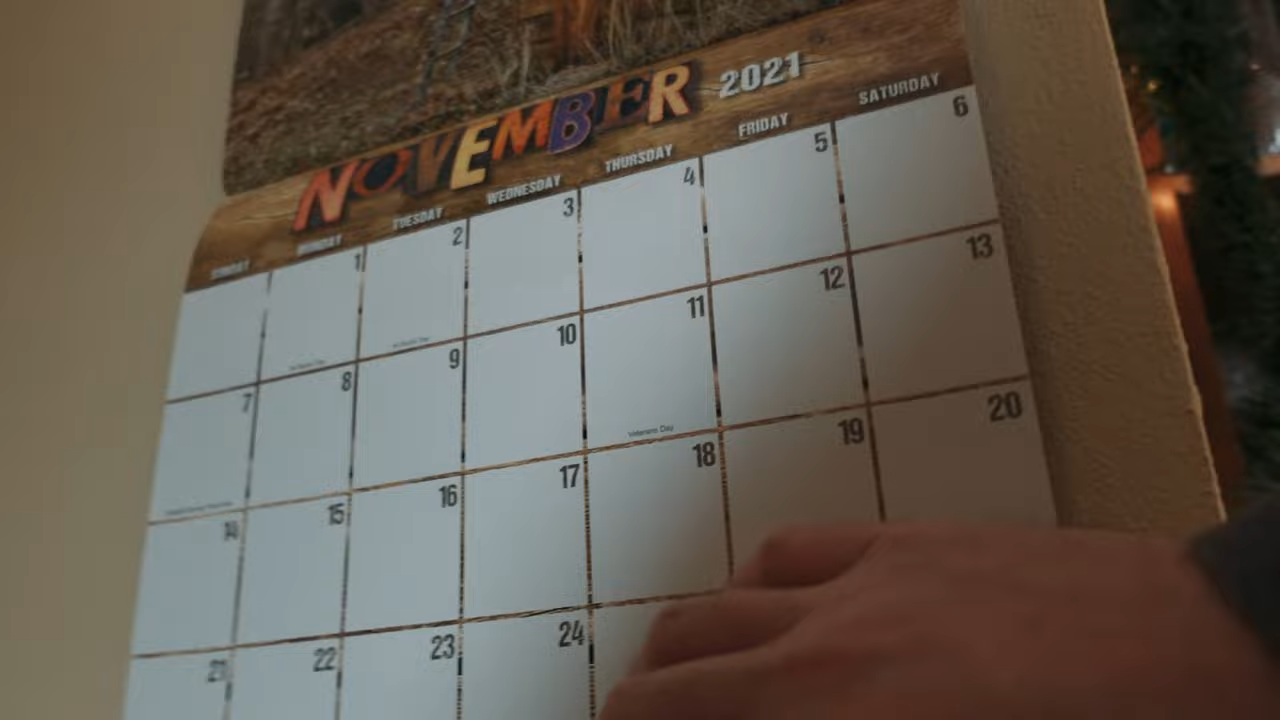 NOVEMBER 2021
SUNDAY MONDAY TUESDAY WEDNESDAY THURSDAY FRIDAY SATURDAY
1 2 3 4 5 6
7 8 9 10 11 12 13
Veterans Day
14 15 16 17 18 19 20
21 22 23 24